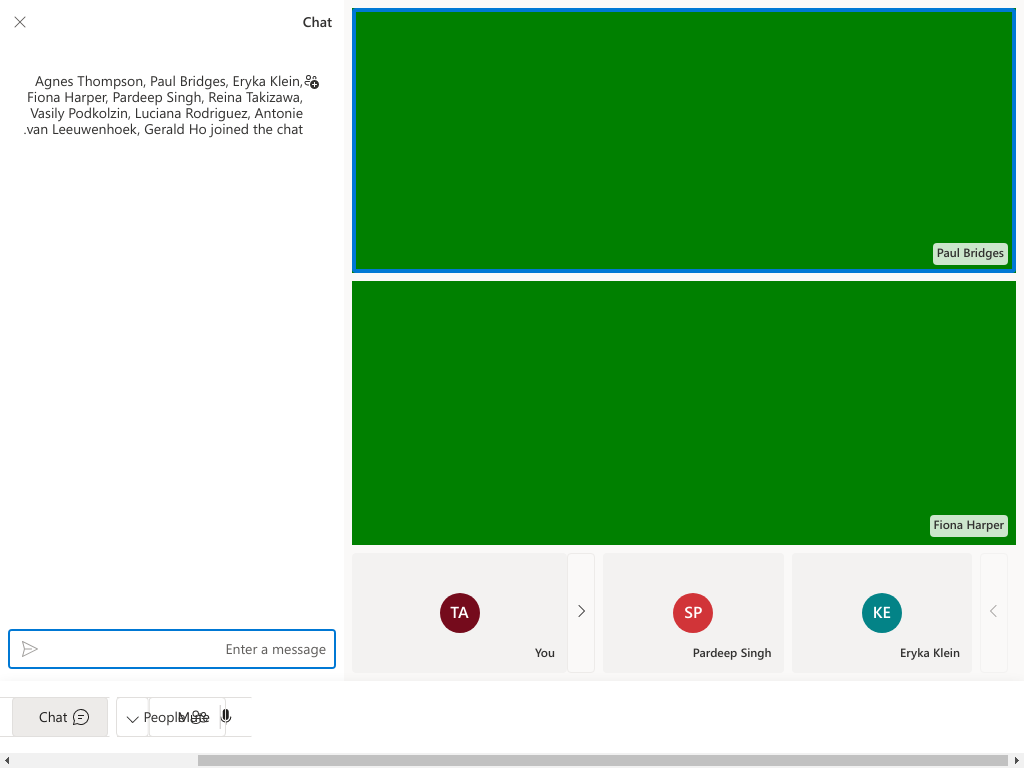 Chat
Agnes Thompson, Paul Bridges, Eryka Klein,
Fiona Harper, Pardeep Singh, Reina Takizawa,
Vasily Podkolzin, Luciana Rodriguez, Antonie
.van Leeuwenhoek, Gerald Ho joined the chat
Enter a message
Paul Bridges
Fiona Harper
TA
You
SP
Pardeep Singh
KE
Eryka Klein
Chat
People
Mute